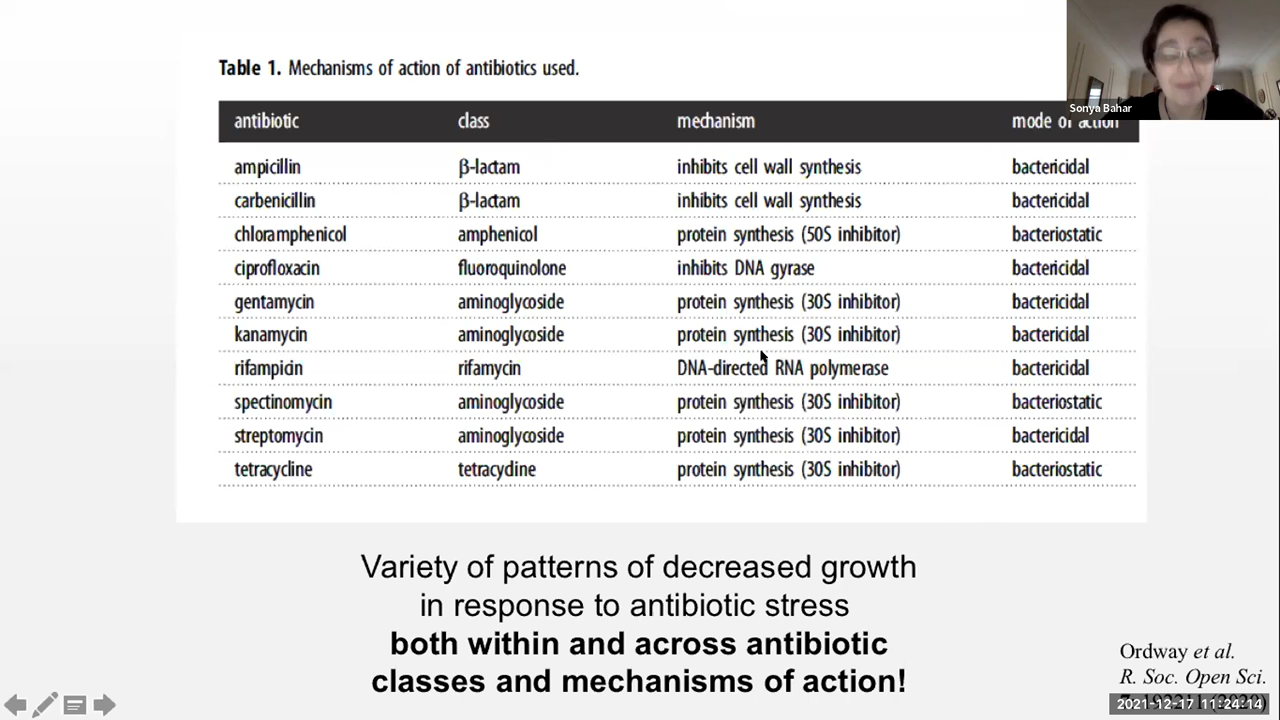 Sonya Bahar
Table 1. Mechanisms of action of antibiotics used.
antibiotic class mechanism mode of action
ampicillin β-lactam inhibits cell wall synthesis bactericidal
carbenicillin β-lactam inhibits cell wall synthesis bactericidal
chloramphenicol amphenicol protein synthesis (50S inhibitor) bacteriostatic
ciprofloxacin fluoroquinolone inhibits DNA gyrase bactericidal
gentamycin aminoglycoside protein synthesis (30S inhibitor) bactericidal
kanamycin aminoglycoside protein synthesis (30S inhibitor) bactericidal
rifampicin rifamycin DNA-directed RNA polymerase bactericidal
spectinomycin aminoglycoside protein synthesis (30S inhibitor) bacteriostatic
streptomycin aminoglycoside protein synthesis (30S inhibitor) bactericidal
tetracycline tetracycline protein synthesis (30S inhibitor) bacteriostatic
Variety of patterns of decreased growth
in response to antibiotic stress
both within and across antibiotic
classes and mechanisms of action!
Ordway et al.
R. Soc. Open Sci.
2021-12-17 11:24:14